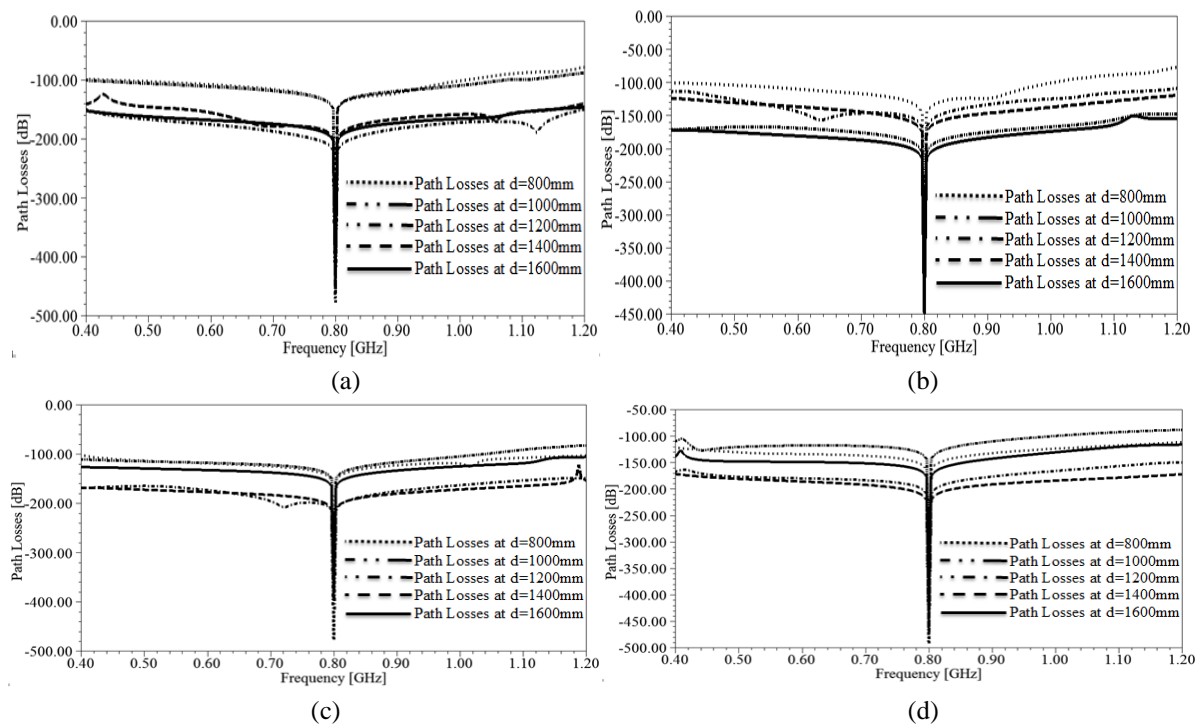 0.00
-100.00
-200.00
-300.00
-400.00
-500.00
Path Losses [dB]
Path Losses at d=800mm
Path Losses at d=1000mm
Path Losses at d=1200mm
Path Losses at d=1400mm
Path Losses at d=1600mm
0.40 0.50 0.60 0.70 0.80 0.90 1.00 1.10 1.20
Frequency [GHz]
(a)
0.00
-50.00
-100.00
-150.00
-200.00
-250.00
-300.00
-350.00
-400.00
-450.00
Path Losses [dB]
Path Losses at d=800mm
Path Losses at d=1000mm
Path Losses at d=1200mm
Path Losses at d=1400mm
Path Losses at d=1600mm
0.40 0.50 0.60 0.70 0.80 0.90 1.00 1.10 1.20
Frequency [GHz]
(b)
0.00
-100.00
-200.00
-300.00
-400.00
-500.00
Path Losses [dB]
Path Losses at d=800mm
Path Losses at d=1000mm
Path Losses at d=1200mm
Path Losses at d=1400mm
Path Losses at d=1600mm
0.40 0.50 0.60 0.70 0.80 0.90 1.00 1.10 1.20
Frequency [GHz]
(c)
-50.00
-100.00
-150.00
-200.00
-250.00
-300.00
-350.00
-400.00
-450.00
-500.00
Path Losses [dB]
Path Losses at d=800mm
Path Losses at d=1000mm
Path Losses at d=1200mm
Path Losses at d=1400mm
Path Losses at d=1600mm
0.40 0.50 0.60 0.70 0.80 0.90 1.00 1.10 1.20
Frequency [GHz]
(d)